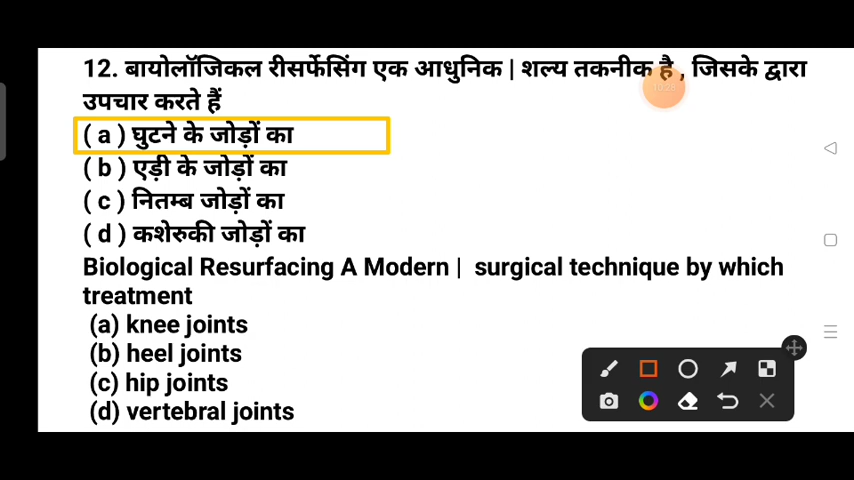 12. बायोलॉजिकल रीसर्फेसिंग एक आधुनिक | शल्य तकनीक है , जिसके द्वारा
उपचार करते हैं
( a ) घुटने के जोड़ों का
( b ) एड़ी के जोड़ों का
( c ) नितम्ब जोड़ों का
( d ) कशेरुकी जोड़ों का
Biological Resurfacing A Modern | surgical technique by which
treatment
(a) knee joints
(b) heel joints
(c) hip joints
(d) vertebral joints